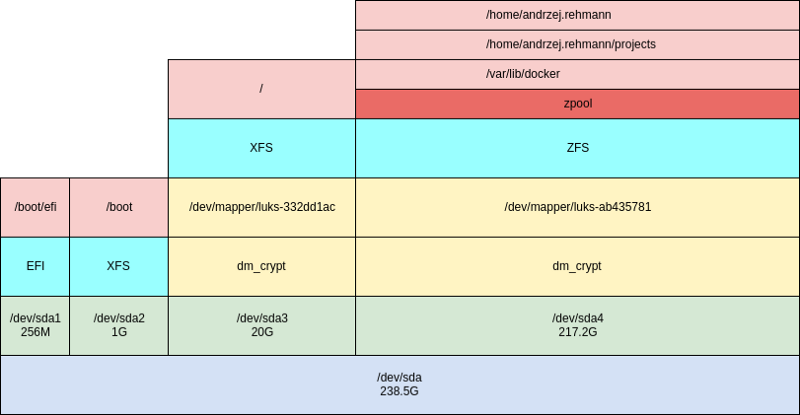 /home/andrzej.rehmann
/home/andrzej.rehmann/projects
/
/var/lib/docker
zpool
XFS
ZFS
/boot/efi
/boot
/dev/mapper/luks-332dd1ac
/dev/mapper/luks-ab435781
EFI
XFS
dm_crypt
dm_crypt
/dev/sda1
256M
/dev/sda2
1G
/dev/sda3
20G
/dev/sda4
217.2G
/dev/sda
238.5G